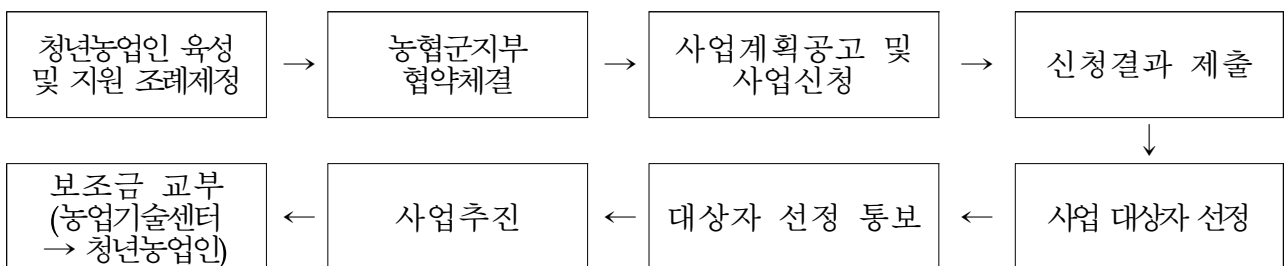 청년농업인 육성
및 지원 조례제정
→
농협군지부
협약체결
→
사업계획공고 및
사업신청
→
신청결과 제출
↓
사업 대상자 선정
←
대상자 선정 통보
←
사업추진
←
보조금 교부
(농업기술센터
→ 청년농업인)